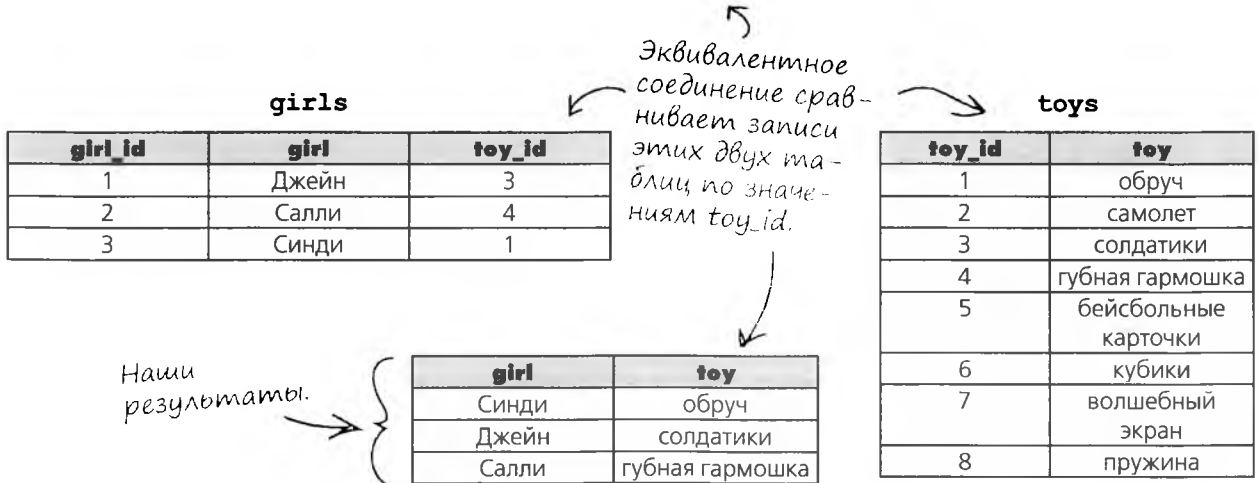 Эквивалентное
соединение срав-
нивает записи
этих двух та-
блиц по значе-
ниям toy_id.
girls
girl_id girl toy_id
1 Джейн 3
2 Салли 4
3 Синди 1
toys
toy_id toy
1 обруч
2 самолет
3 солдатики
4 губная гармошка
5 бейсбольные
карточки
6 кубики
7 волшебный
экран
8 пружина
Наши
результаты.
girl toy
Синди обруч
Джейн солдатики
Салли губная гармошка